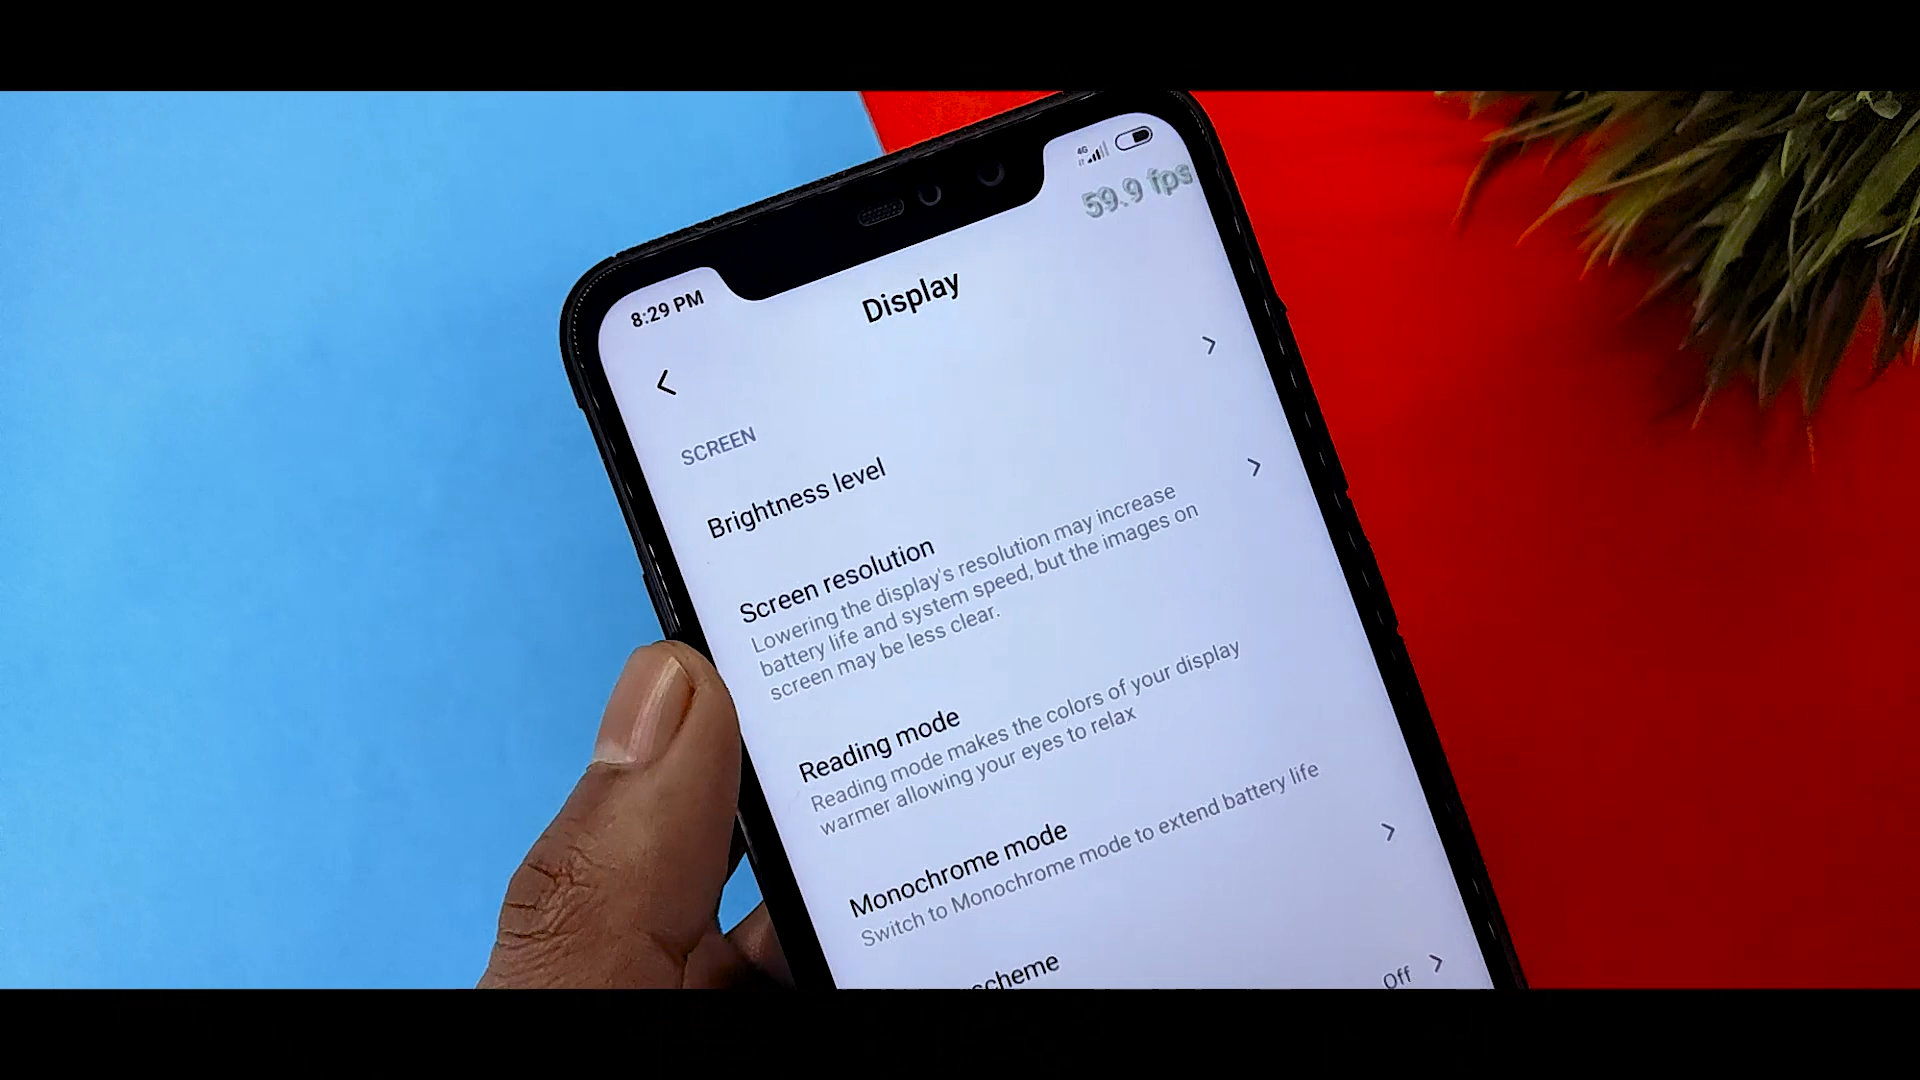 4G
59.9 fps
8:29 PM
Display
SCREEN
Brightness level
Screen resolution
Lowering the display's resolution may increase
battery life and system speed, but the images on
screen may be less clear.
Reading mode
Reading mode makes the colors of your display
warmer allowing your eyes to relax
Monochrome mode
Switch to Monochrome mode to extend battery life
scheme
Off